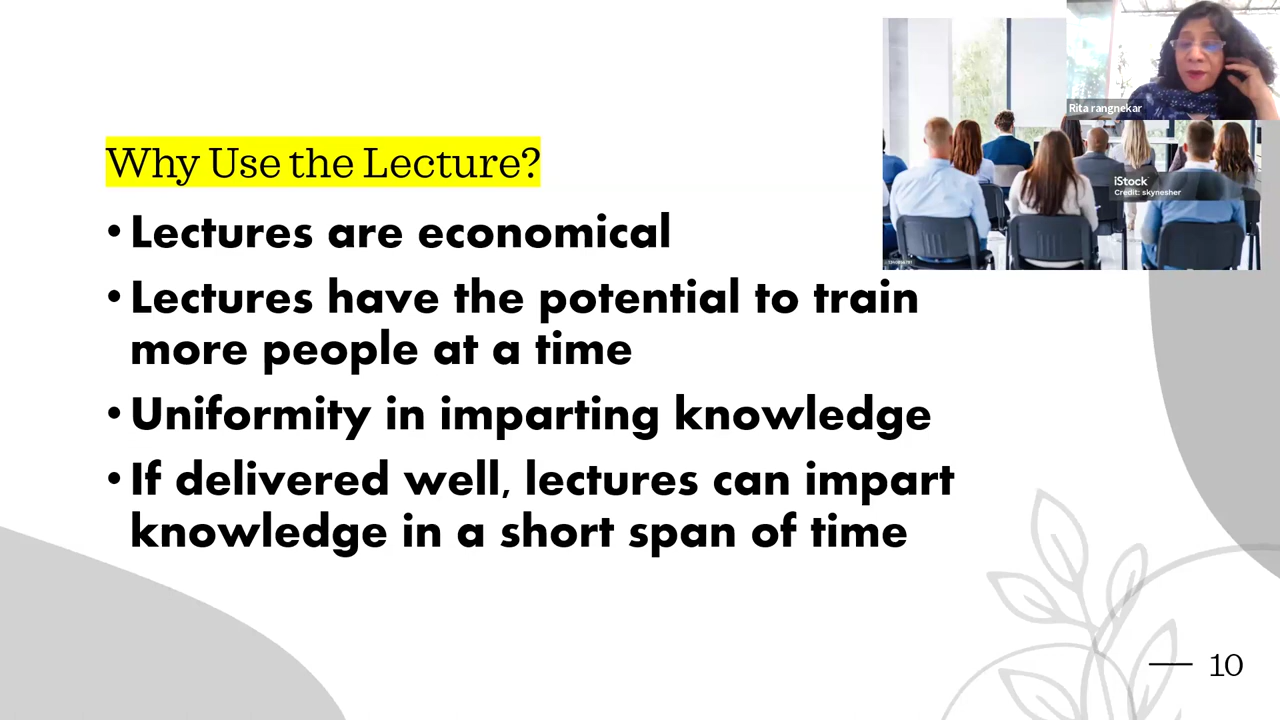 Rita rangnekar
iStock
Credit: skynesher
Why Use the Lecture?
• Lectures are economical
• Lectures have the potential to train
more people at a time
• Uniformity in imparting knowledge
• If delivered well, lectures can impart
knowledge in a short span of time
10